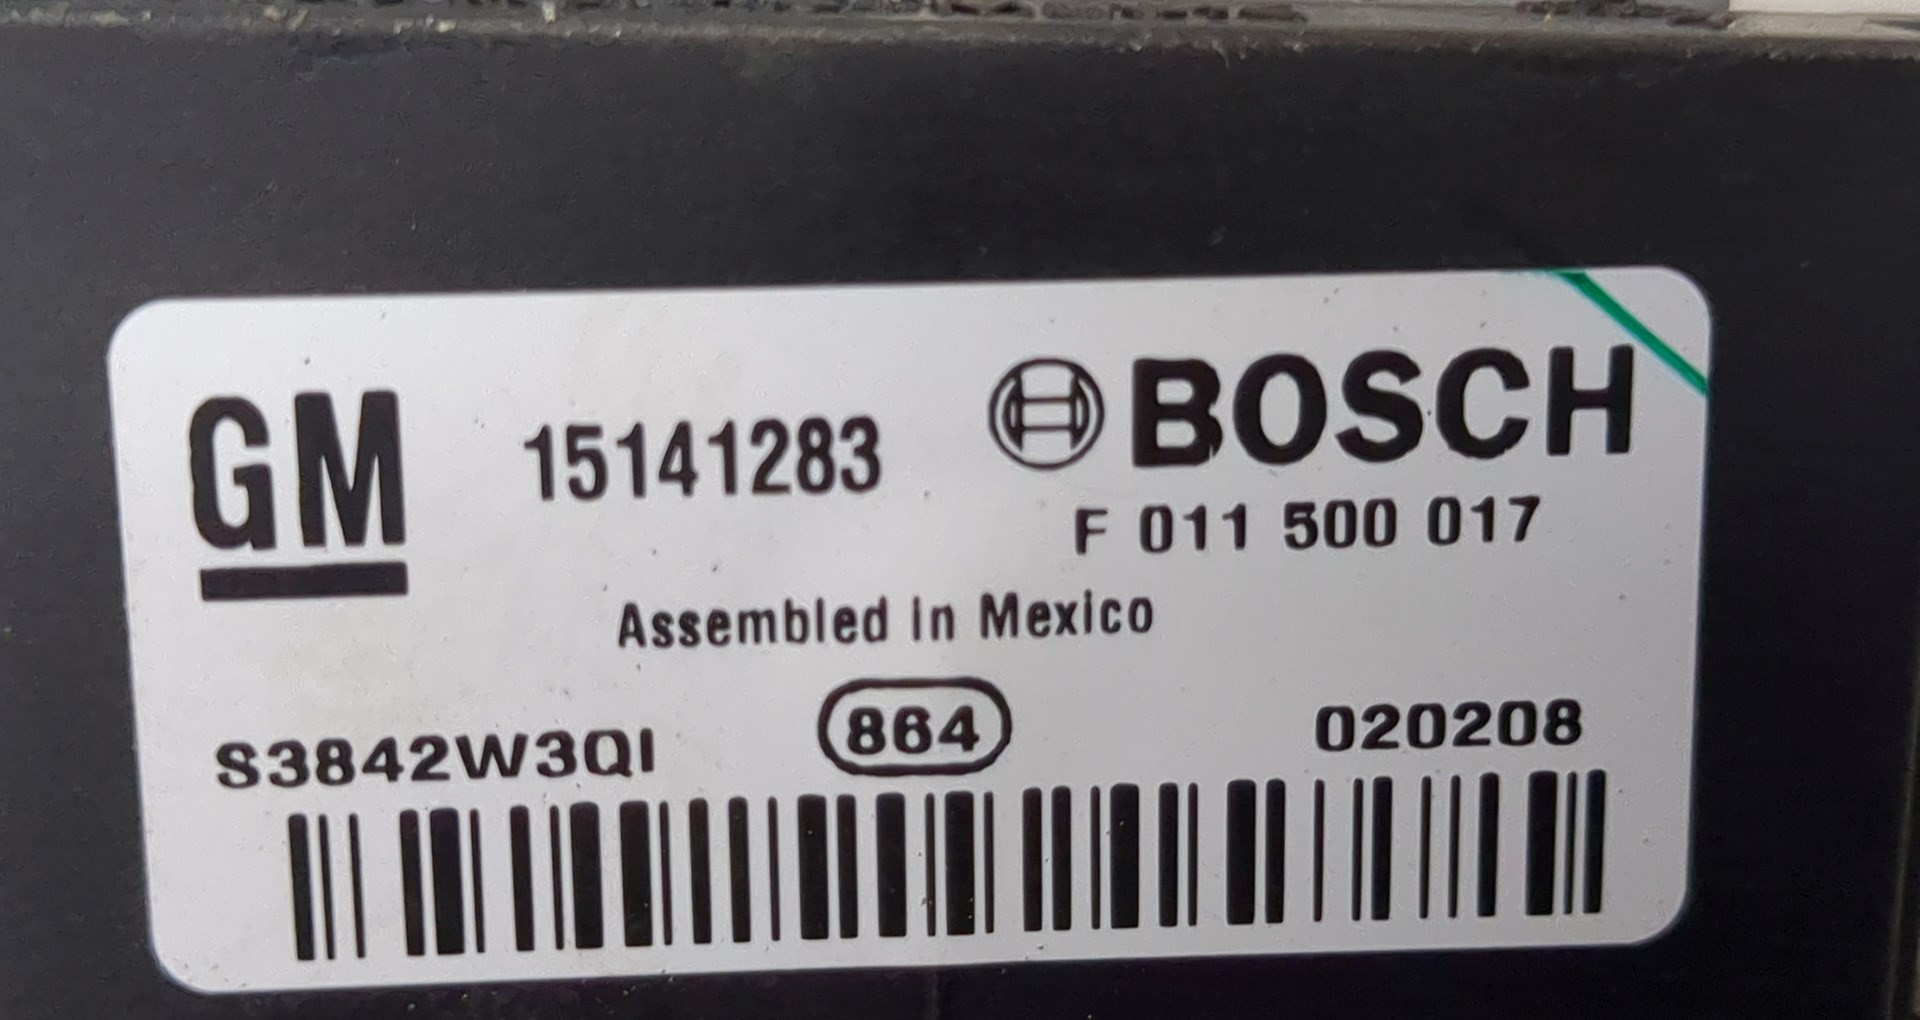 GM 15141283 BOSCH
F 011 500 017
Assembled in Mexico
S3842W3QI 864 020208